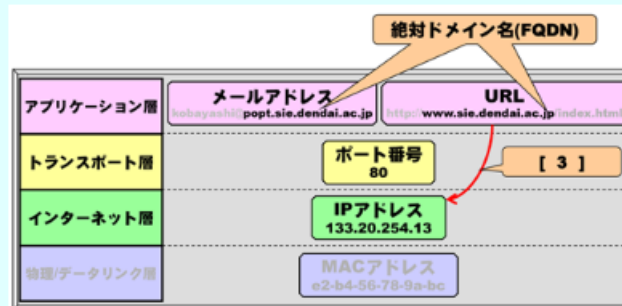 絶対ドメイン名(FQDN)
アプリケーション層
メールアドレス
kobayashi@popt.sie.dendai.ac.jp
URL
http://www.sie.dendai.ac.jp/index.html
トランスポート層
ポート番号
80
[ 3 ]
インターネット層
IPアドレス
133.20.254.13
物理/データリンク層
MACアドレス
e2-b4-56-78-9a-bc